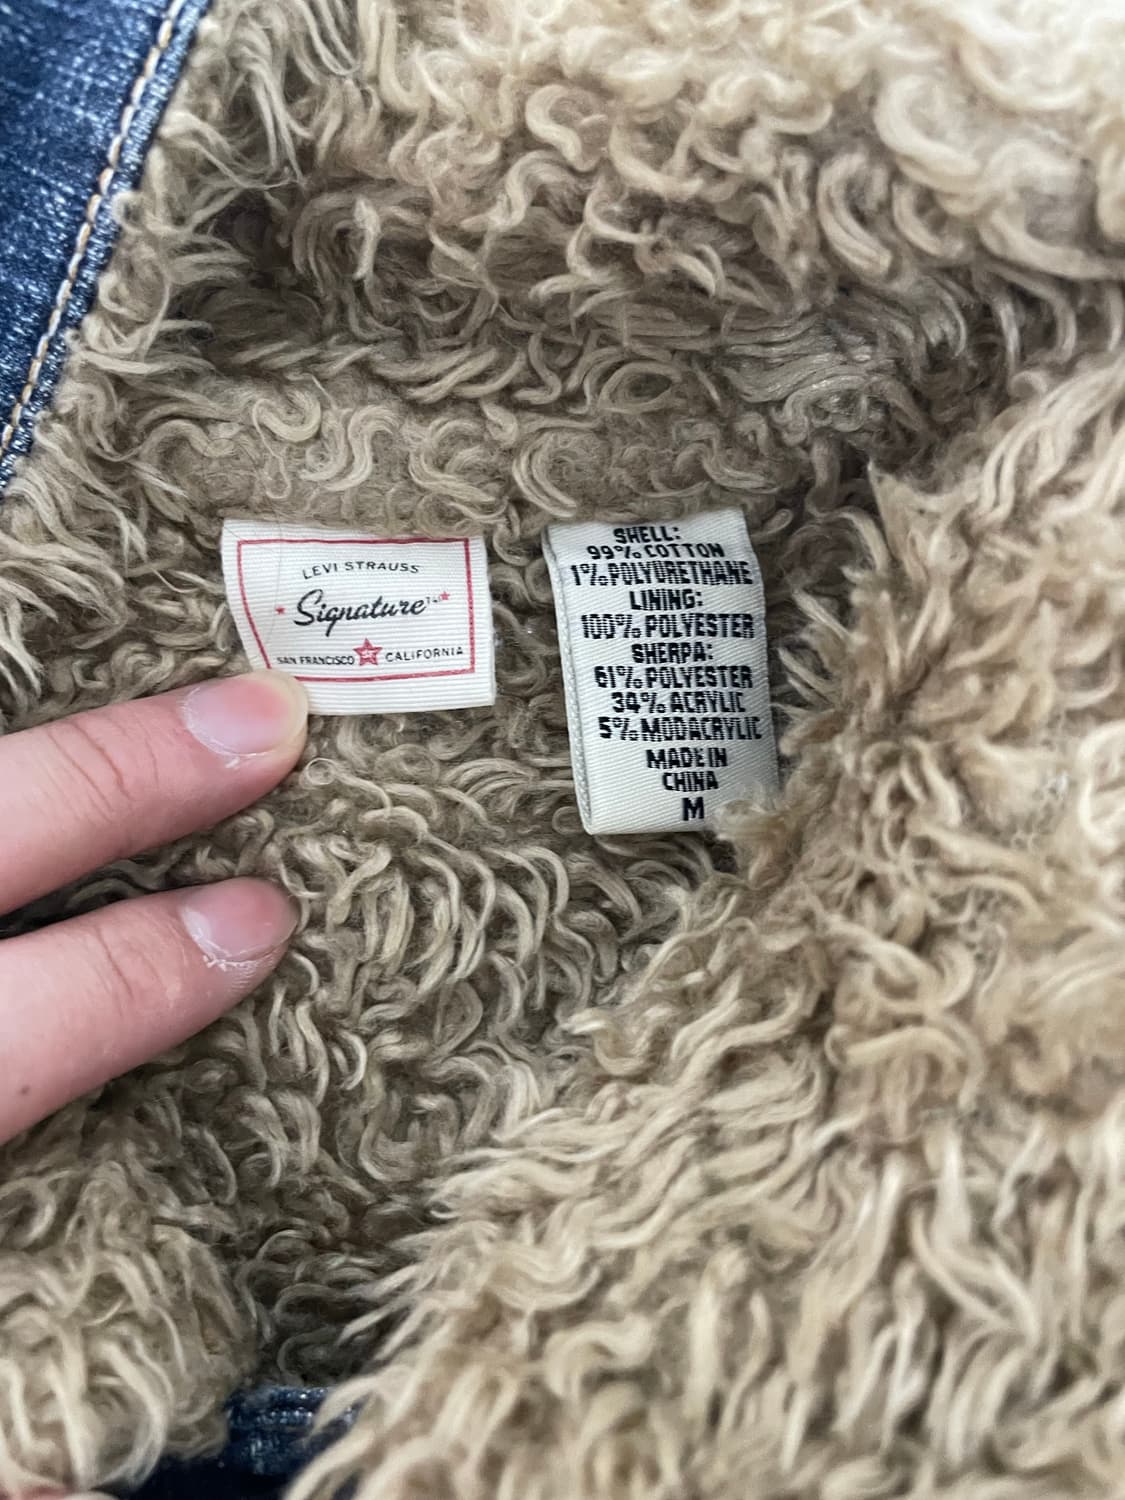 LEVI STRAUSS
Signature
SAN FRANCISCO CALIFORNIA
SHELL:
99% COTTON
1% POLYURETHANE
LINING:
100% POLYESTER
SHERPA:
61% POLYESTER
34% ACRYLIC
5% MODACRYLIC
MADE IN
CHINA
M